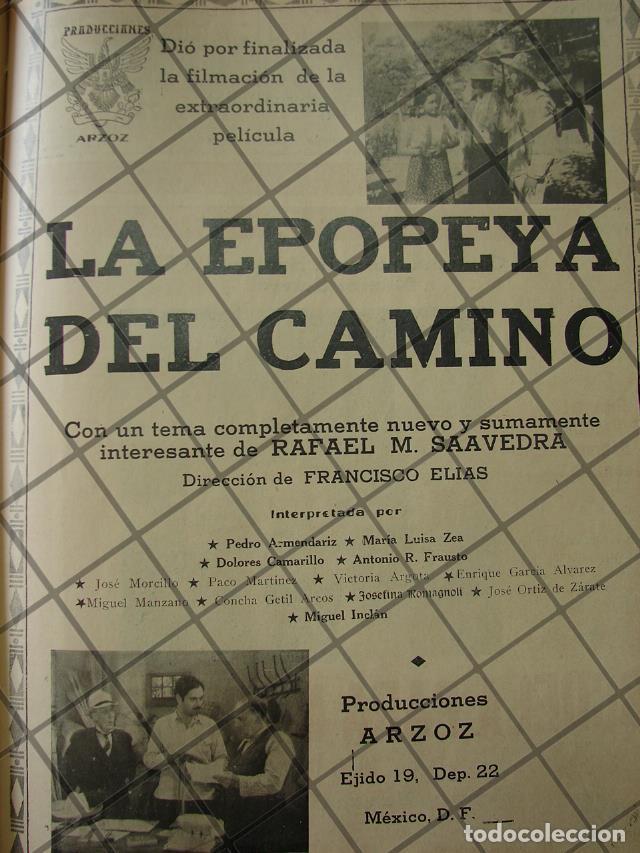 PRODUCCIONES
ARZOZ
Dió por finalizada
la filmación de la
extraordinaria
película
LA EPOPEYA
DEL CAMINO
Con un tema completamente nuevo y sumamente
interesante de RAFAEL M. SAAVEDRA
Dirección de FRANCISCO ELIAS
Interpretada por
★ Pedro Armendariz ★ María Luisa Zea
★ Dolores Camarillo ★ Antonio R. Frausto
★ José Morcillo ★ Paco Martínez ★ Victoria Argota ★ Enrique García Alvarez
★ Miguel Manzano ★ Concha Getil Arcos ★ Josefina Romagnoli ★ José Ortiz de Zárate
★ Miguel Inclán
Producciones
ARZOZ
Ejido 19, Dep. 22
México, D. F.
todocoleccion